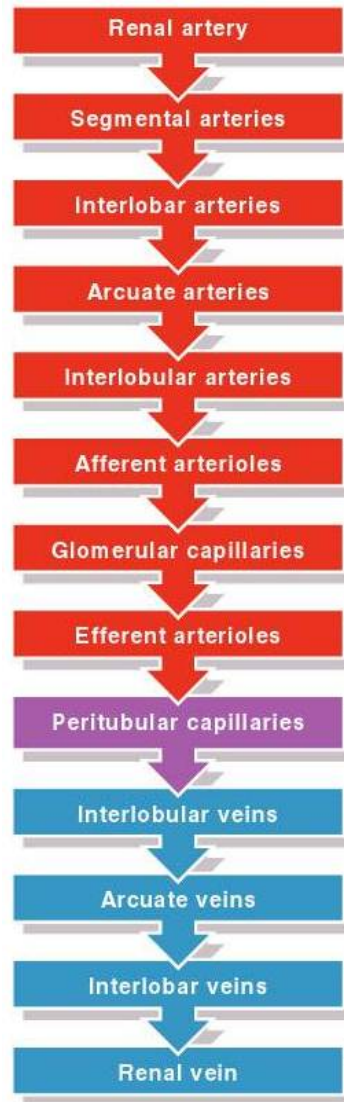 Renal artery
Segmental arteries
Interlobar arteries
Arcuate arteries
Interlobular arteries
Afferent arterioles
Glomerular capillaries
Efferent arterioles
Peritubular capillaries
Interlobular veins
Arcuate veins
Interlobar veins
Renal vein